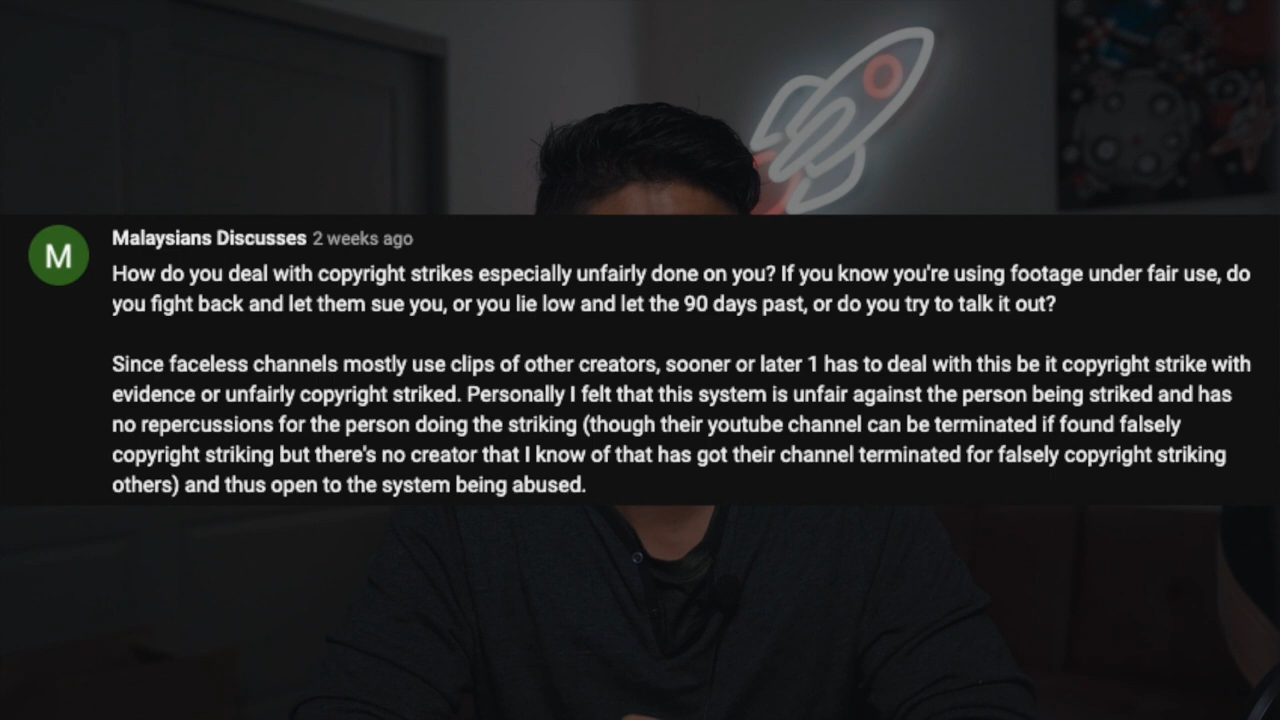 M
Malaysians Discusses 2 weeks ago
How do you deal with copyright strikes especially unfairly done on you? If you know you're using footage under fair use, do
you fight back and let them sue you, or you lie low and let the 90 days past, or do you try to talk it out?
Since faceless channels mostly use clips of other creators, sooner or later 1 has to deal with this be it copyright strike with
evidence or unfairly copyright striked. Personally I felt that this system is unfair against the person being striked and has
no repercussions for the person doing the striking (though their youtube channel can be terminated if found falsely
copyright striking but there's no creator that I know of that has got their channel terminated for falsely copyright striking
others) and thus open to the system being abused.